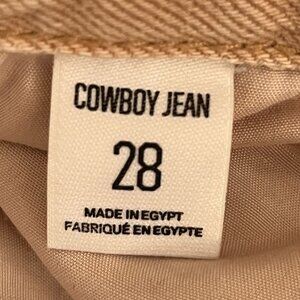 COWBOY JEAN
28
MADE IN EGYPT
FABRIQUÉ EN EGYPTE